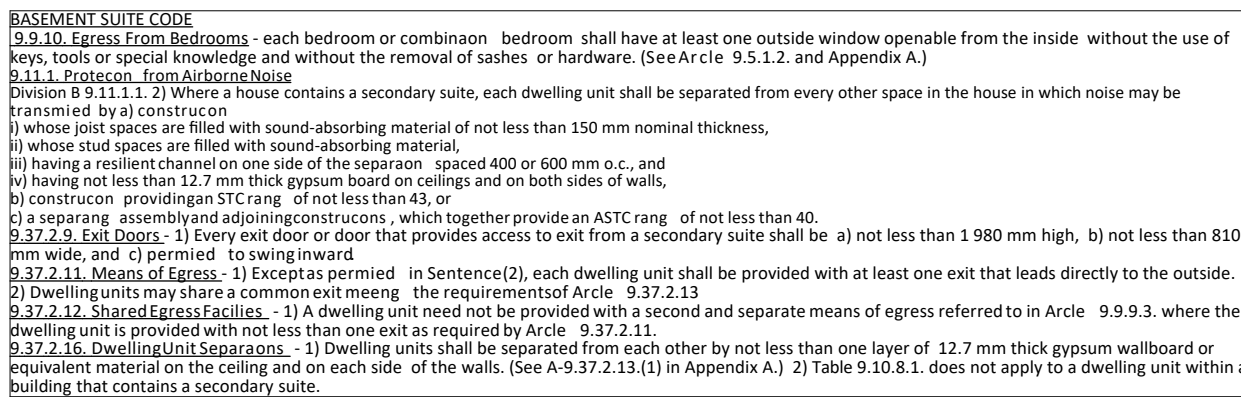 BASEMENT SUITE CODE
9.9.10. Egress From Bedrooms - each bedroom or combinaon bedroom shall have at least one outside window openable from the inside without the use of
keys, tools or special knowledge and without the removal of sashes or hardware. (See Arcle 9.5.1.2. and Appendix A.)
9.11.1. Protecon from Airborne Noise
Division B 9.11.1.1. 2) Where a house contains a secondary suite, each dwelling unit shall be separated from every other space in the house in which noise may be
transmied by a) construcon
i) whose joist spaces are filled with sound-absorbing material of not less than 150 mm nominal thickness,
ii) whose stud spaces are filled with sound-absorbing material,
iii) having a resilient channel on one side of the separaon spaced 400 or 600 mm o.c., and
iv) having not less than 12.7 mm thick gypsum board on ceilings and on both sides of walls,
b) construcon providingan STC rang of not less than 43, or
c) a separang assembly and adjoining construcons , which together provide an ASTC rang of not less than 40.
9.37.2.9. Exit Doors - 1) Every exit door or door that provides access to exit from a secondary suite shall be a) not less than 1 980 mm high, b) not less than 810
mm wide, and c) permied to swing inward.
9.37.2.11. Means of Egress - 1) Except as permied in Sentence (2), each dwelling unit shall be provided with at least one exit that leads directly to the outside.
2) Dwelling units may share a common exit meeng the requirements of Arcle 9.37.2.13
9.37.2.12. Shared Egress Facilies - 1) A dwelling unit need not be provided with a second and separate means of egress referred to in Arcle 9.9.9.3. where the
dwelling unit is provided with not less than one exit as required by Arcle 9.37.2.11.
9.37.2.16. Dwelling Unit Separaons - 1) Dwelling units shall be separated from each other by not less than one layer of 12.7 mm thick gypsum wallboard or
equivalent material on the ceiling and on each side of the walls. (See A-9.37.2.13.(1) in Appendix A.) 2) Table 9.10.8.1. does not apply to a dwelling unit within a
building that contains a secondary suite.